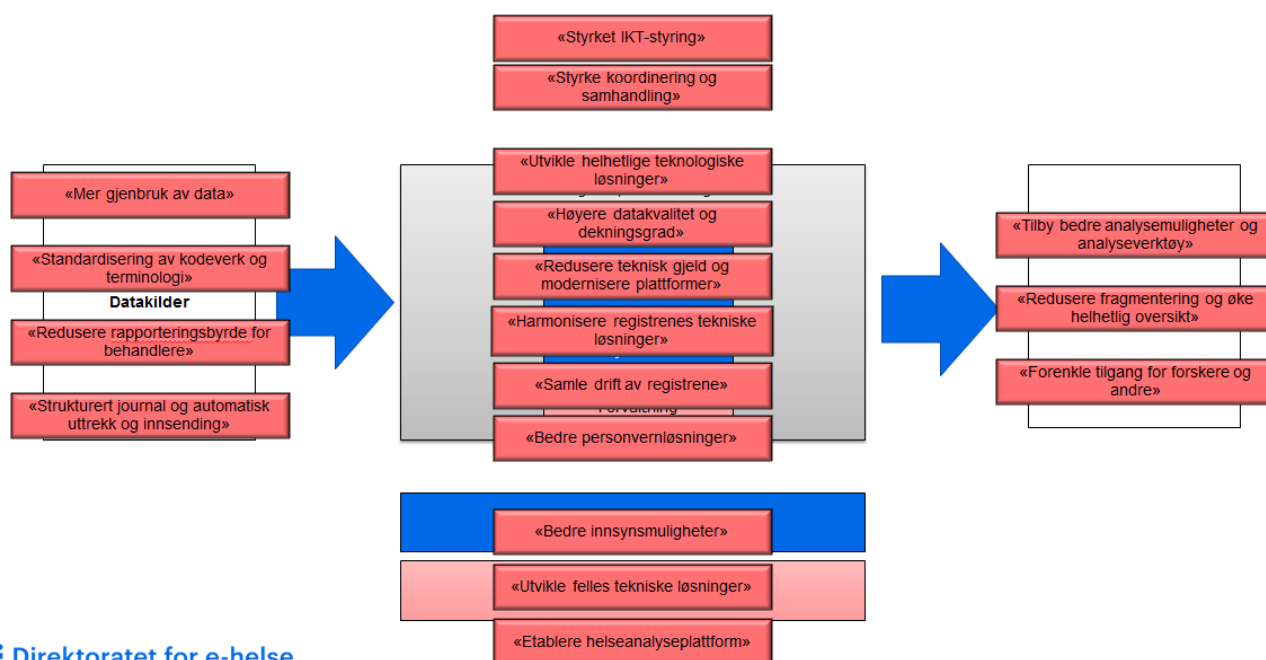 «Styrket IKT-styring»
«Styrke koordinering og
samhandling»
«Mer gjenbruk av data»
«Standardisering av kodeverk og
terminologi»
Datakilder
«Redusere rapporteringsbyrde for
behandlere»
«Strukturert journal og automatisk
uttrekk og innsending»
«Utvikle helhetlige teknologiske
løsninger»
«Høyere datakvalitet og
dekningsgrad»
«Redusere teknisk gjeld og
modernisere plattformer»
«Harmonisere registrenes tekniske
løsninger»
«Samle drift av registrene»
Forvaltning
«Bedre personvernløsninger»
«Tilby bedre analysemuligheter og
analyseverktøy»
«Redusere fragmentering og øke
helhetlig oversikt»
«Forenkle tilgang for forskere og
andre»
«Bedre innsynsmuligheter»
«Utvikle felles tekniske løsninger»
«Etablere helseanalyseplattform»
Direktoratet for e-helse